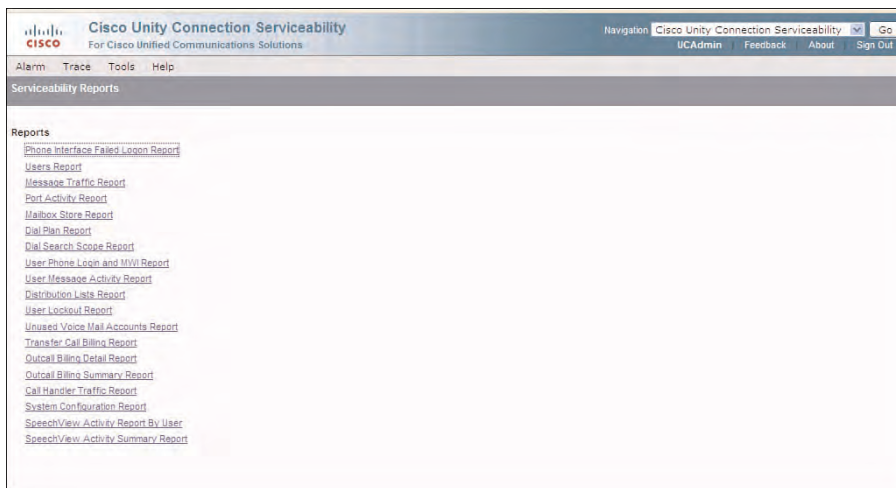 CISCO
Cisco Unity Connection Serviceability
For Cisco Unified Communications Solutions
Navigation Cisco Unity Connection Serviceability Go
UCAdmin | Feedback | About | Sign Out
Alarm Trace Tools Help
Serviceability Reports
Reports
Phone Interface Failed Logon Report
Users Report
Message Traffic Report
Port Activity Report
Mailbox Store Report
Dial Plan Report
Dial Search Scope Report
User Phone Login and MWI Report
User Message Activity Report
Distribution Lists Report
User Lockout Report
Unused Voice Mail Accounts Report
Transfer Call Billing Report
Outcall Billing Detail Report
Outcall Billing Summary Report
Call Handler Traffic Report
System Configuration Report
SpeechView Activity Report By User
SpeechView Activity Summary Report